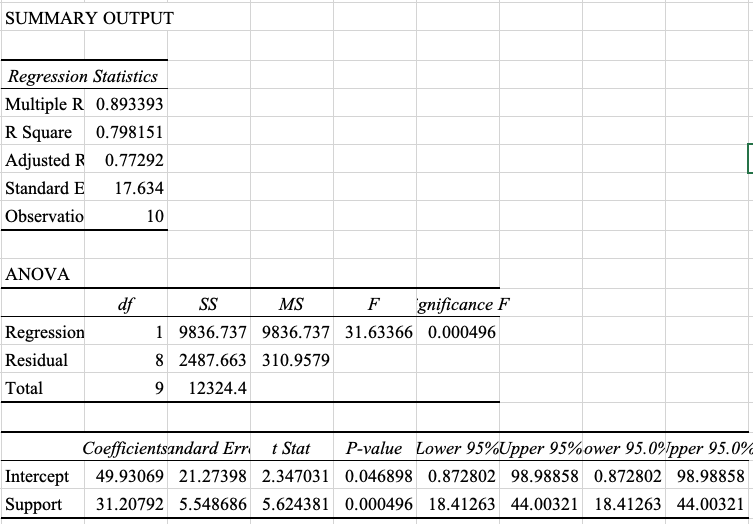 SUMMARY OUTPUT
Regression Statistics
Multiple R 0.893393
R Square 0.798151
Adjusted R 0.77292
Standard E 17.634
Observatio 10
ANOVA
df SS MS F gnificance F
Regression 1 9836.737 9836.737 31.63366 0.000496
Residual 8 2487.663 310.9579
Total 9 12324.4
Coefficients andard Erro t Stat P-value Lower 95% Upper 95% ower 95.0% pper 95.0%
Intercept 49.93069 21.27398 2.347031 0.046898 0.872802 98.98858 0.872802 98.98858
Support 31.20792 5.548686 5.624381 0.000496 18.41263 44.00321 18.41263 44.00321